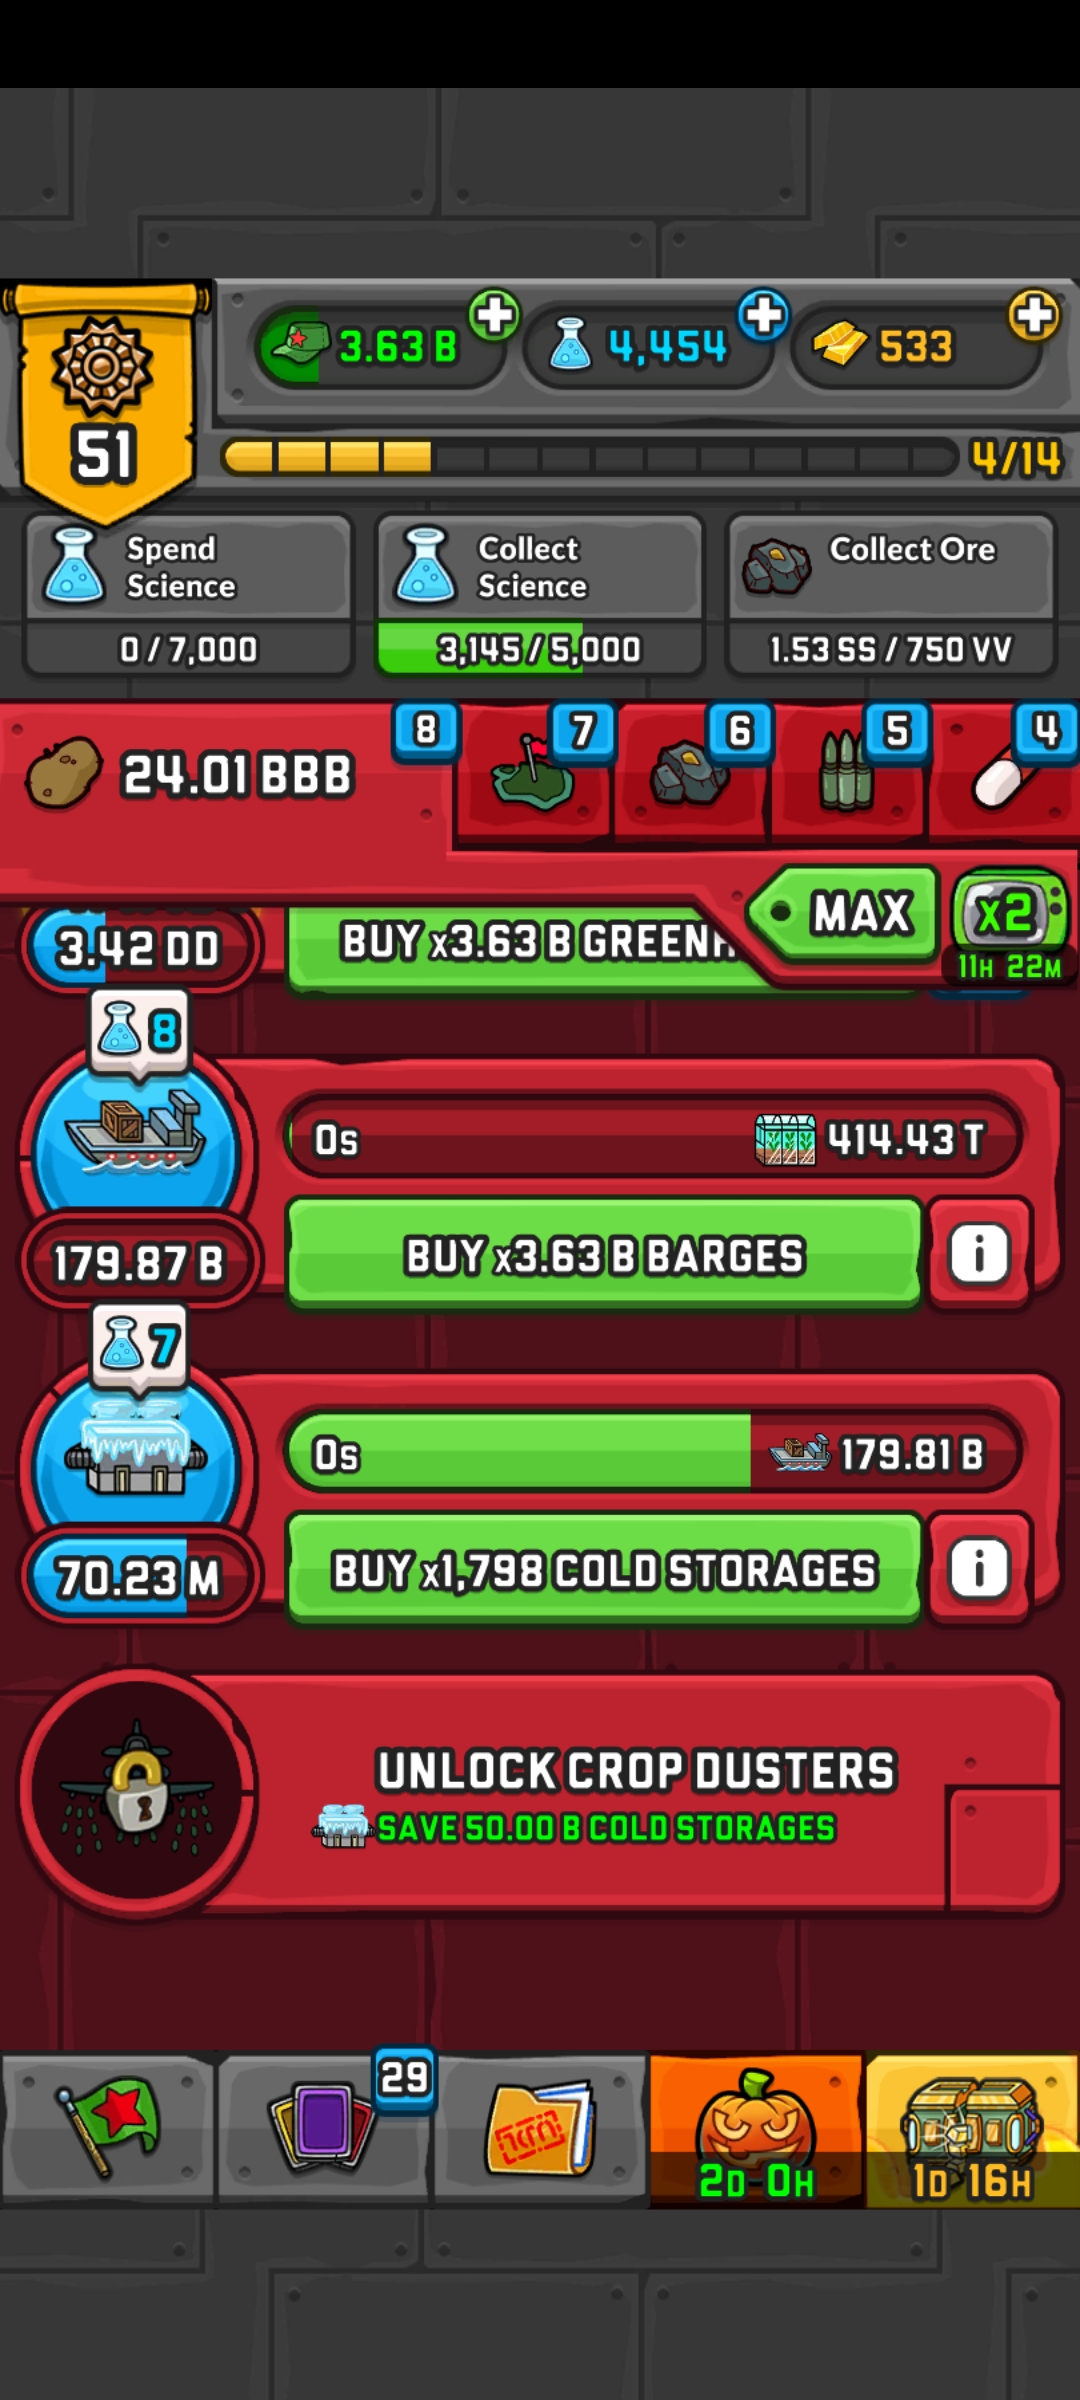 3.63 B
4,454
533
51
4/14
Spend
Science
0 / 7,000
Collect
Science
3,145 / 5,000
Collect Ore
1.53 SS / 750 VV
24.01 BBB
8
7
6
5
4
MAX
x2
11H 22M
3.42 DD
BUY x3.63 B
8
0s
414.43 T
179.87 B
BUY x3.63 B BARGES
i
7
0s
179.81 B
70.23 M
BUY x1,798 COLD STORAGES
i
UNLOCK CROP DUSTERS
SAVE 50.00 B COLD STORAGES
29
2D 0H
1D 16H